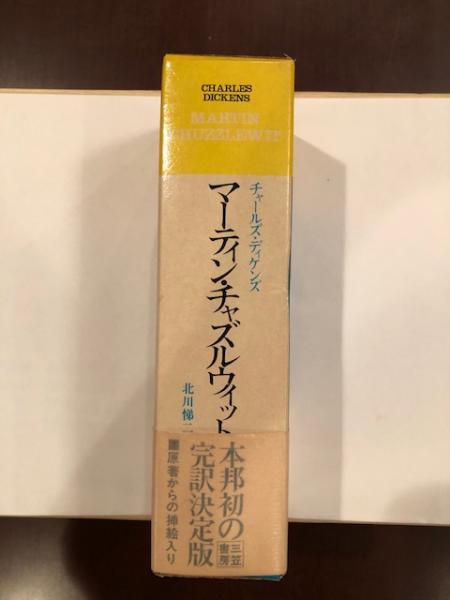 CHARLES
DICKENS
MARTIN
CHUZZLEWIT
チャールズ・ディケンズ
マーティン・チャズルウィット
北川悌二
本邦初の
完訳決定版
三笠
書房
原著からの挿絵入り